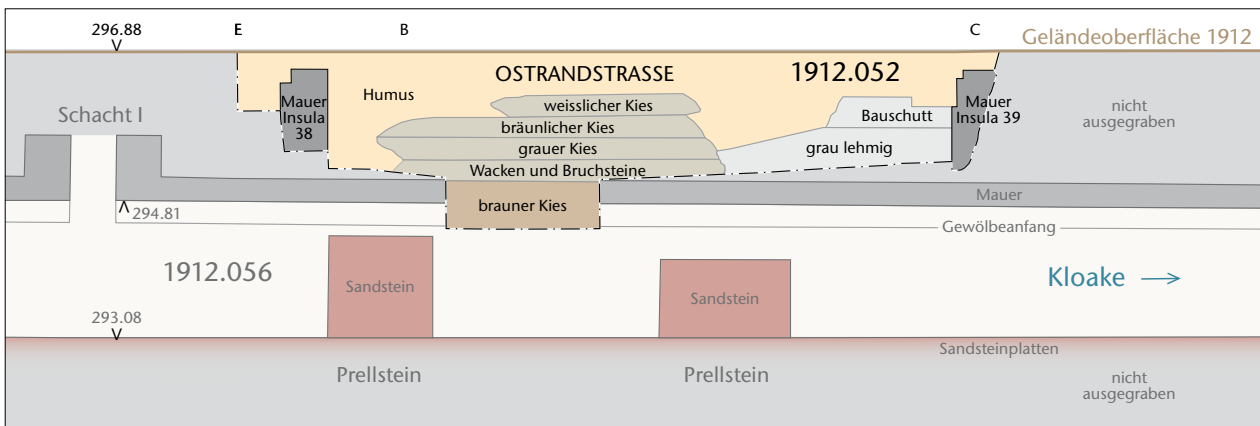 296.88
E
B
C
Geländeoberfläche 1912
OSTRANDSTRASSE
1912.052
Humus
Schacht I
Mauer
Insula
38
weisslicher Kies
bräunlicher Kies
grauer Kies
Wacken und Bruchsteine
brauner Kies
Bauschutt
grau lehmig
Mauer
Insula 39
nicht
ausgegraben
Mauer
294.81
Gewölbeanfang
1912.056
Sandstein
Sandstein
Kloake
293.08
Sandsteinplatten
Prellstein
Prellstein
nicht
ausgegraben